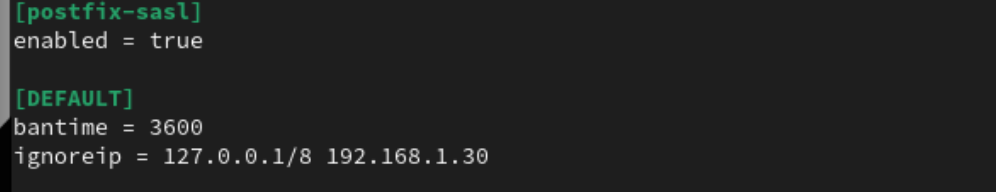 [postfix-sasl]
enabled = true
[DEFAULT]
bantime = 3600
ignoreip = 127.0.0.1/8 192.168.1.30